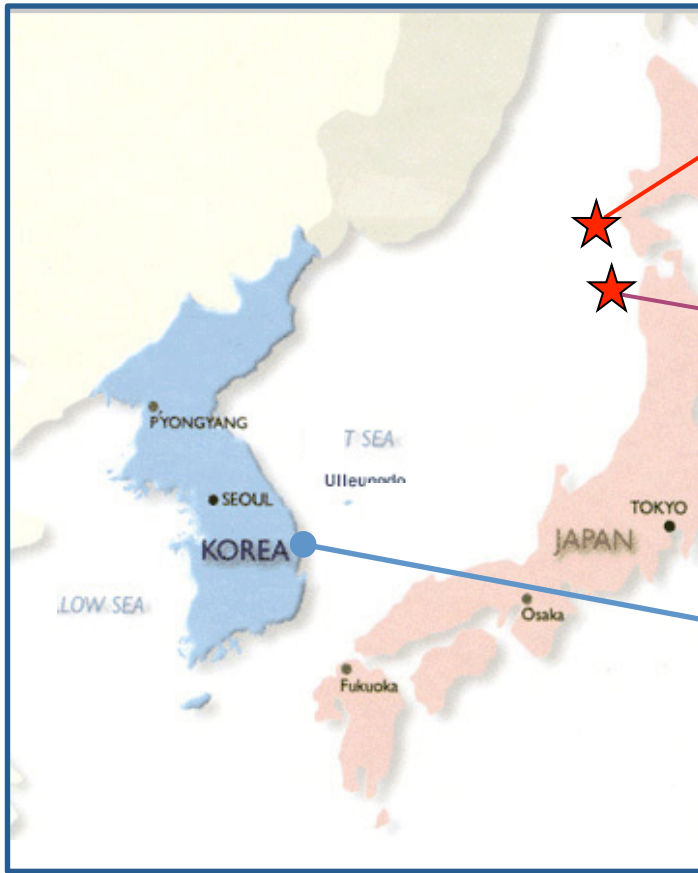 PYONGYANG
T SEA
Ulleungdo
SEOUL
TOKYO
KOREA
JAPAN
LOW SEA
Osaka
Fukuoka